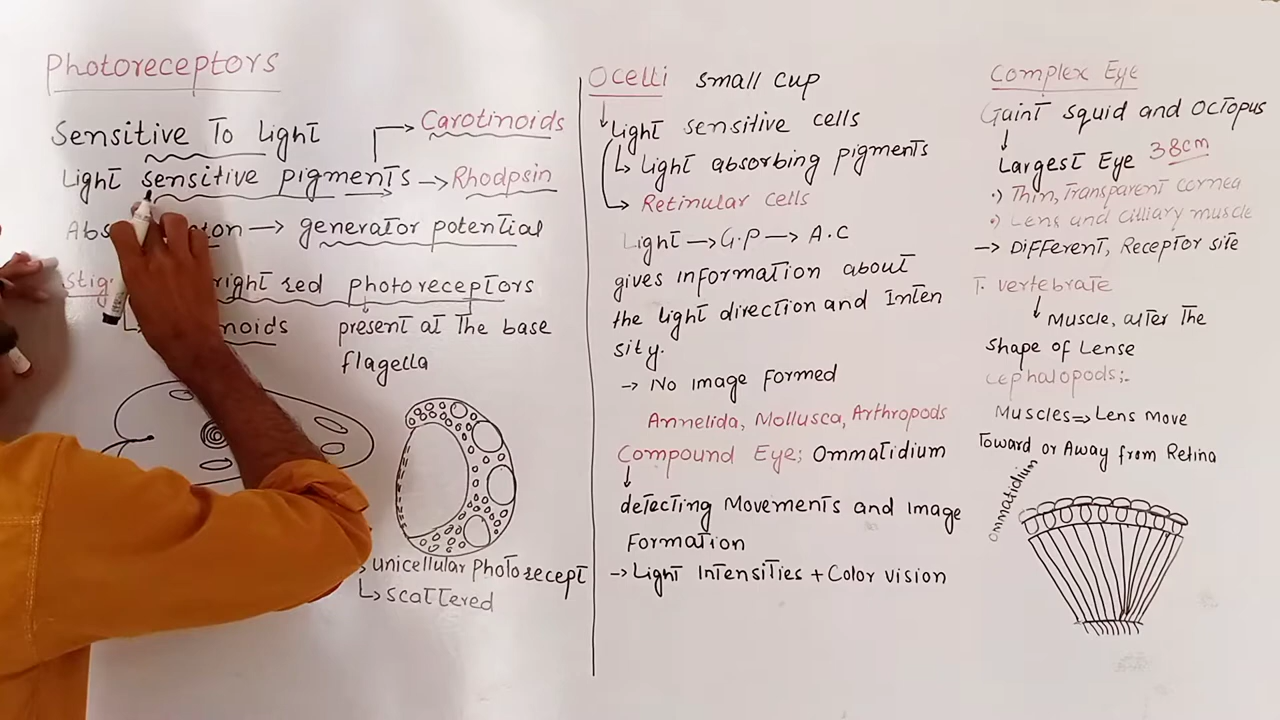 Photoreceptors
Sensitive To Light
Carotinoids
Light sensitive pigments → Rhodpsin
→ generator potential
red photoreceptors
present at The base
flagella
unicellular photorecept
↳ scattered
Ocelli small cup
Light sensitive cells
↳ Light absorbing pigments
Retinular cells
Light → G.P → A.C
gives information about
the light direction and Inten
sity.
→ No image formed
Annelida, Mollusca, Arthropods
Compound Eye; Ommatidium
detecting Movements and Image
Formation
→ Light Intensities + Color vision
Complex Eye
Gaint squid and octopus
Largest Eye 38cm
•) Thin, Transparent cornea
•) Lens and cilliary muscle
→ Different, Receptor site
vertebrate
Muscle, alter The
shape of Lense
cephalopods;-
Muscles ⇒ Lens move
Toward or Away from Retina
ommatidium